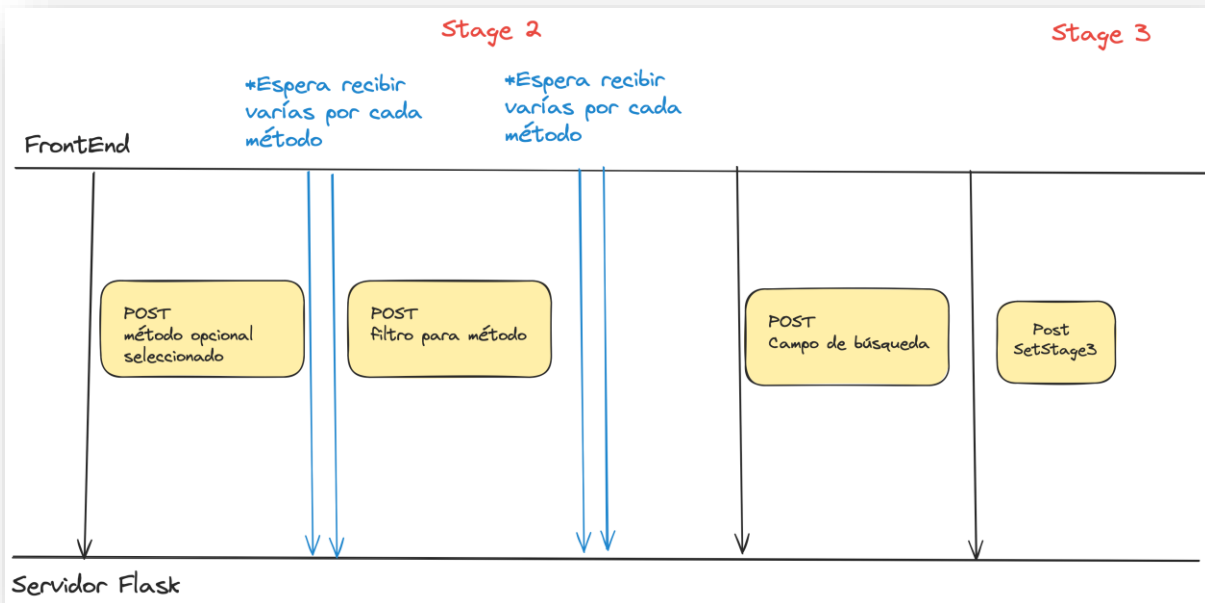 Stage 2
Stage 3
*Espera recibir
varías por cada
método
*Espera recibir
varías por cada
método
FrontEnd
POST
método opcional
seleccionado
POST
filtro para método
POST
Campo de búsqueda
Post
SetStage3
Servidor Flask